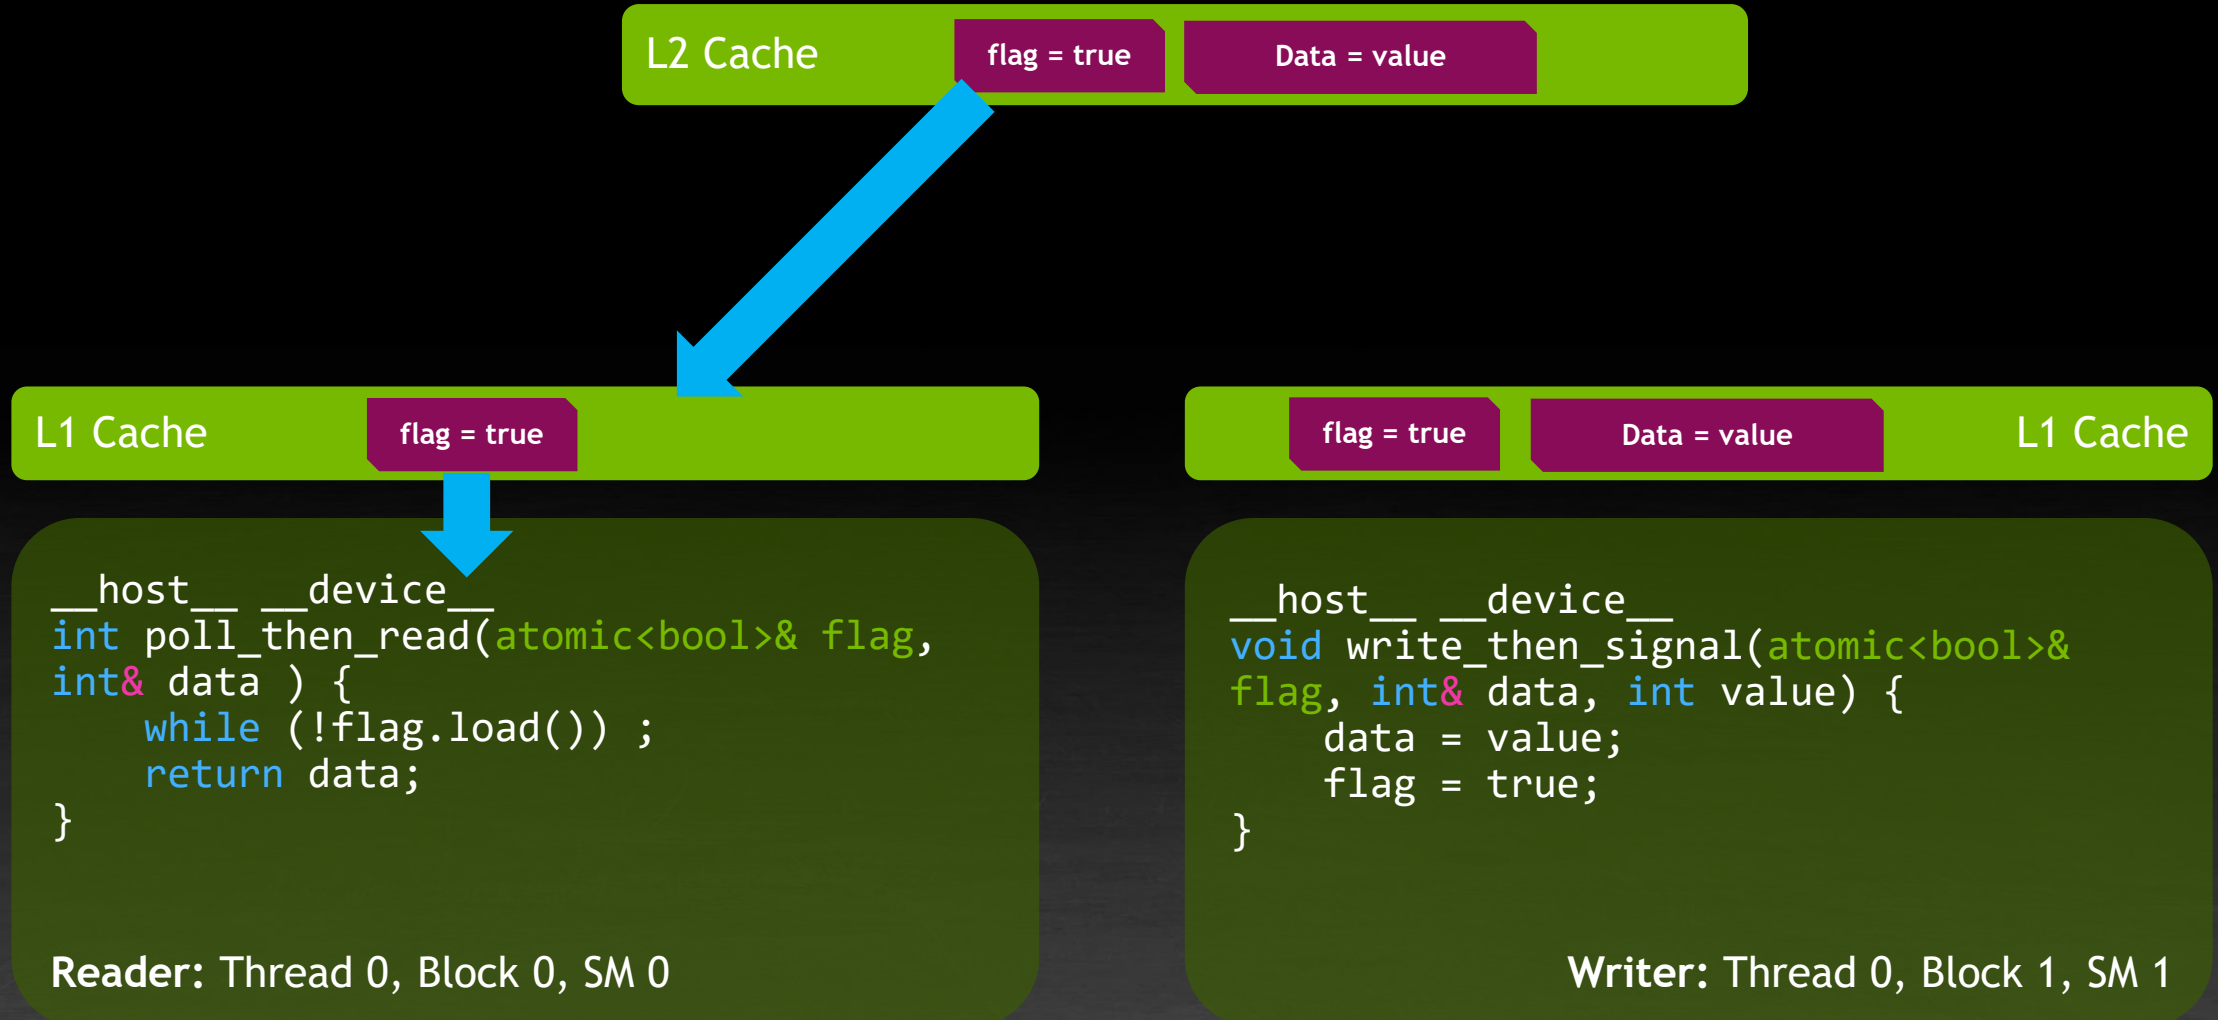 L2 Cache
flag = true
Data = value
L1 Cache
flag = true
flag = true
Data = value
L1 Cache
__host__ __device__
int poll_then_read(atomic<bool>& flag,
int& data ) {
    while (!flag.load()) ;
    return data;
}
Reader: Thread 0, Block 0, SM 0
__host__ __device__
void write_then_signal(atomic<bool>&
flag, int& data, int value) {
    data = value;
    flag = true;
}
Writer: Thread 0, Block 1, SM 1